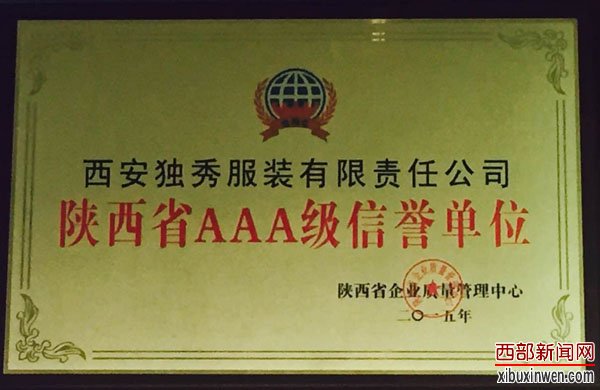 西安独秀服装有限责任公司
陕西省AAA级信誉单位
陕西省企业质量管理中心
二〇一五年
西部新闻网
xibuxinwen.com